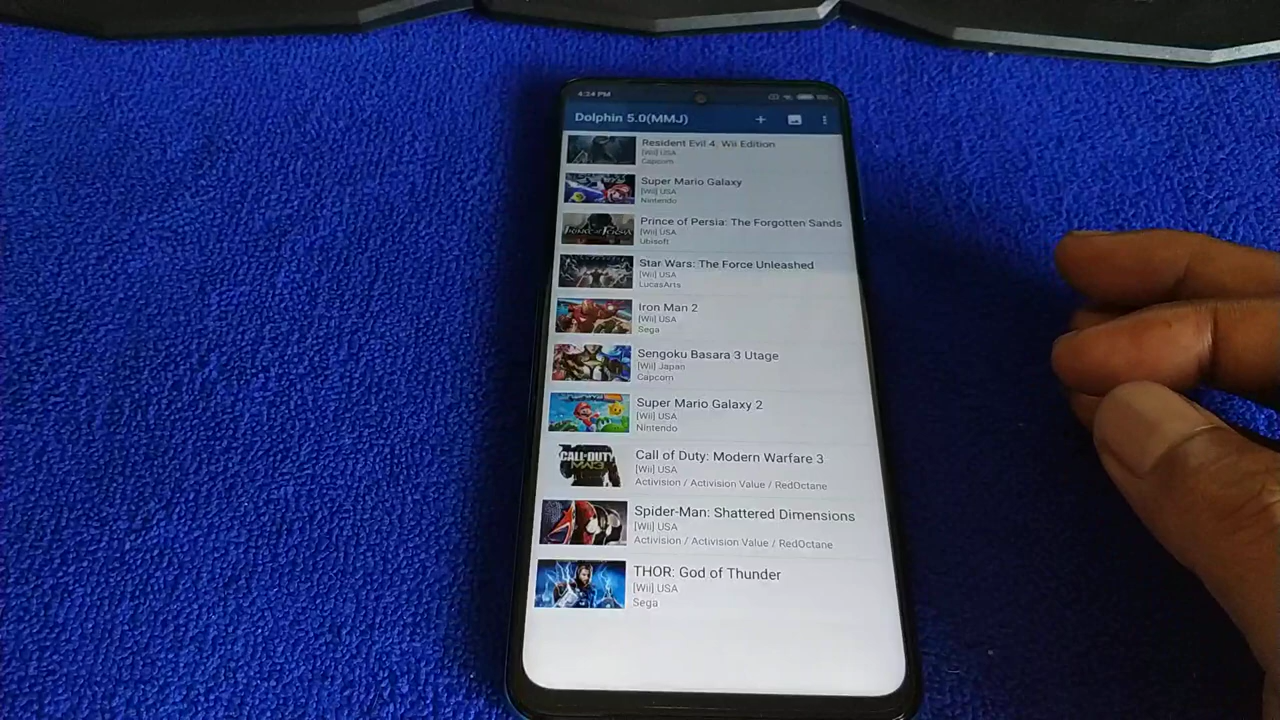 4:24 PM
Dolphin 5.0(MMJ)
Resident Evil 4: Wii Edition
[Wii] USA
Capcom
Super Mario Galaxy
[Wii] USA
Nintendo
Prince of Persia: The Forgotten Sands
[Wii] USA
Ubisoft
Star Wars: The Force Unleashed
[Wii] USA
LucasArts
Iron Man 2
[Wii] USA
Sega
Sengoku Basara 3 Utage
[Wii] Japan
Capcom
Super Mario Galaxy 2
[Wii] USA
Nintendo
CALL·DUTY
MW3
Call of Duty: Modern Warfare 3
[Wii] USA
Activision / Activision Value / RedOctane
Spider-Man: Shattered Dimensions
[Wii] USA
Activision / Activision Value / RedOctane
THOR: God of Thunder
[Wii] USA
Sega